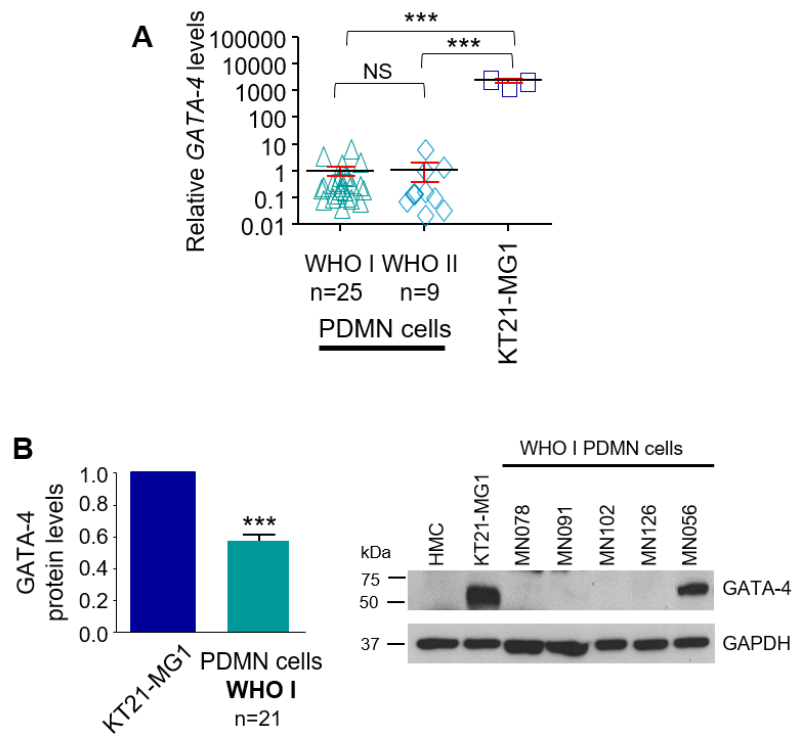 A
Relative GATA-4 levels
100000
10000
1000
100
10
1
0.1
0.01
***
***
NS
WHO I
n=25
WHO II
n=9
PDMN cells
KT21-MG1
B
GATA-4
protein levels
1.0
0.8
0.6
0.4
0.2
0.0
***
KT21-MG1
PDMN cells
WHO I
n=21
WHO I PDMN cells
HMC
KT21-MG1
MN078
MN091
MN102
MN126
MN056
kDa
75
50
37
GATA-4
GAPDH